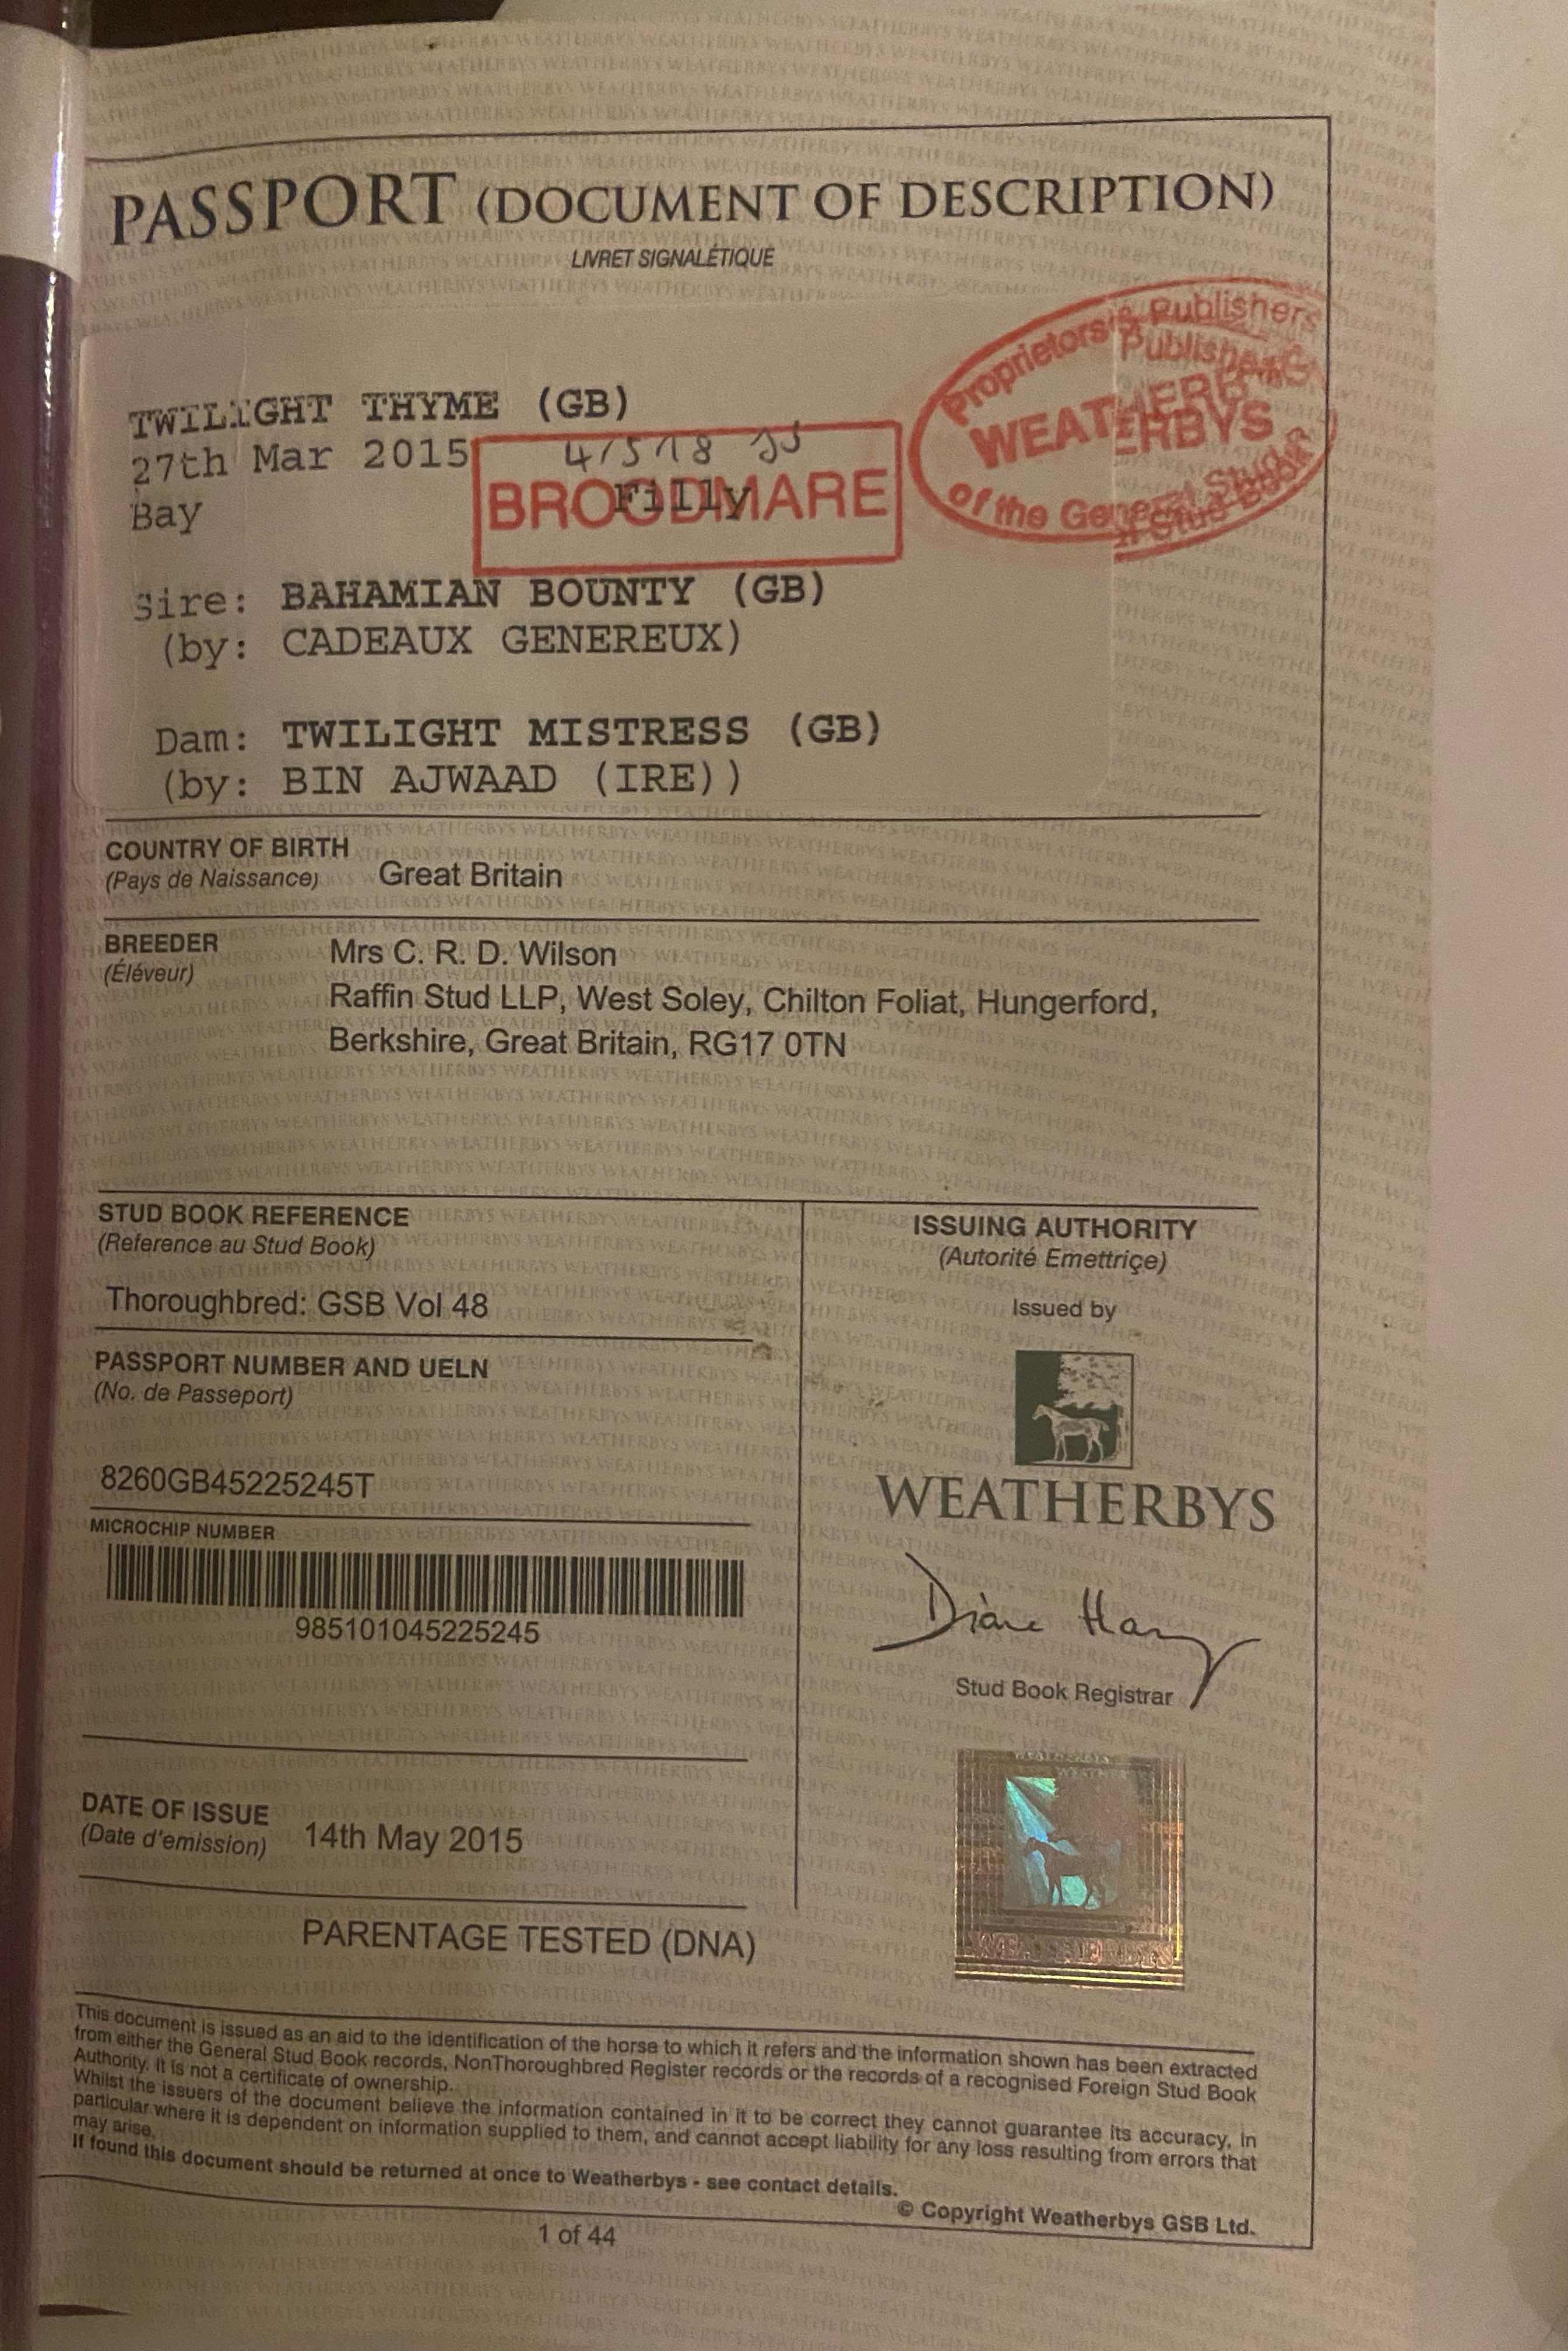 PASSPORT (DOCUMENT OF DESCRIPTION)
LIVRET SIGNALÉTIQUE
Proprietors & Publishers
WEATHERBYS
of the General Stud Book
TWILIGHT THYME (GB)
4/5/18 JJ
27th Mar 2015
BROODMARE
Filly
Bay
Sire: BAHAMIAN BOUNTY (GB)
(by: CADEAUX GENEREUX)
Dam: TWILIGHT MISTRESS (GB)
(by: BIN AJWAAD (IRE))
COUNTRY OF BIRTH
(Pays de Naissance) Great Britain
BREEDER Mrs C. R. D. Wilson
(Éléveur)
Raffin Stud LLP, West Soley, Chilton Foliat, Hungerford,
Berkshire, Great Britain, RG17 0TN
STUD BOOK REFERENCE
(Reference au Stud Book)
Thoroughbred: GSB Vol 48
PASSPORT NUMBER AND UELN
(No. de Passeport)
8260GB45225245T
MICROCHIP NUMBER
985101045225245
DATE OF ISSUE
(Date d'emission) 14th May 2015
ISSUING AUTHORITY
(Autorité Emettriçe)
Issued by
WEATHERBYS
Diane Harvey
Stud Book Registrar
WEATHERBYS
PARENTAGE TESTED (DNA)
This document is issued as an aid to the identification of the horse to which it refers and the information shown has been extracted
from either the General Stud Book records, NonThoroughbred Register records or the records of a recognised Foreign Stud Book
Authority. It is not a certificate of ownership.
Whilst the issuers of the document believe the information contained in it to be correct they cannot guarantee its accuracy, in
particular where it is dependent on information supplied to them, and cannot accept liability for any loss resulting from errors that
may arise.
If found this document should be returned at once to Weatherbys - see contact details.
© Copyright Weatherbys GSB Ltd.
1 of 44